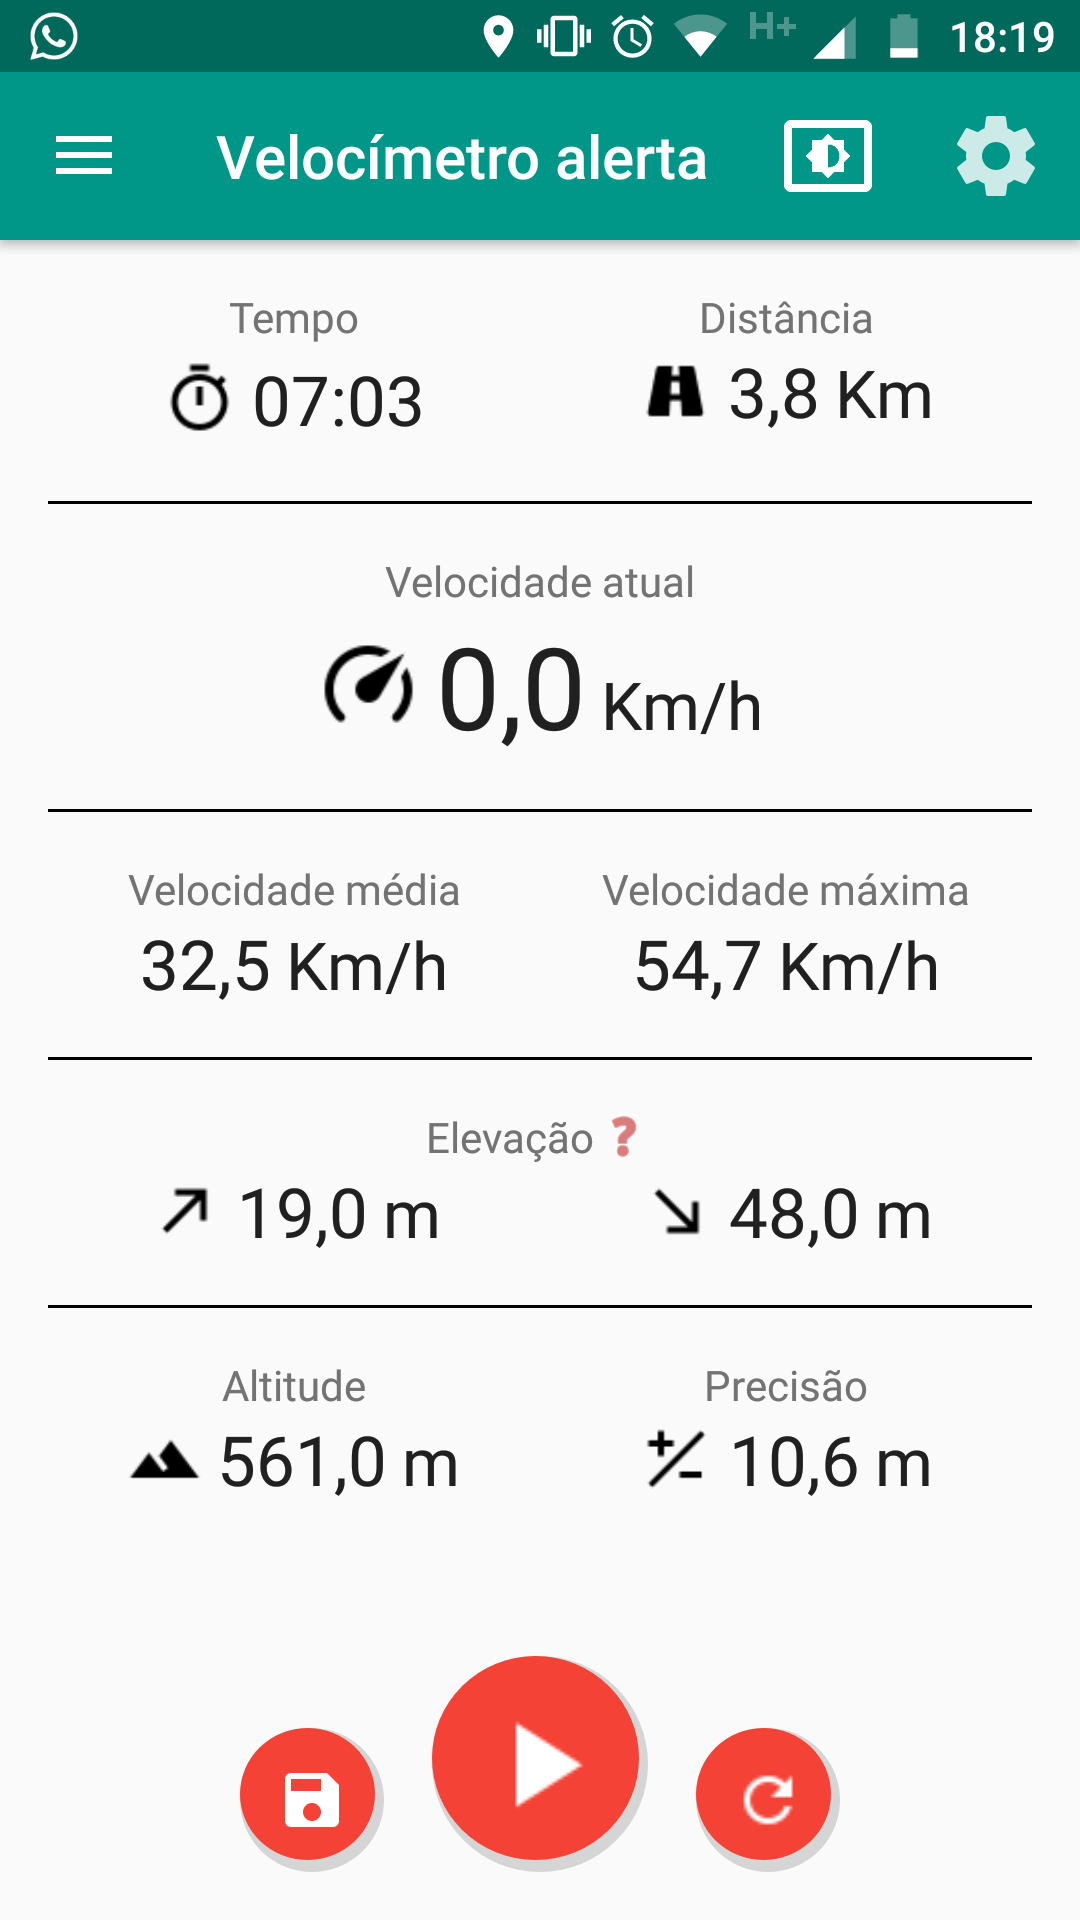 H+ 18:19
Velocímetro alerta
Tempo Distância
07:03 3,8 Km
Velocidade atual
0,0 Km/h
Velocidade média Velocidade máxima
32,5 Km/h 54,7 Km/h
Elevação ?
19,0 m 48,0 m
Altitude Precisão
561,0 m 10,6 m